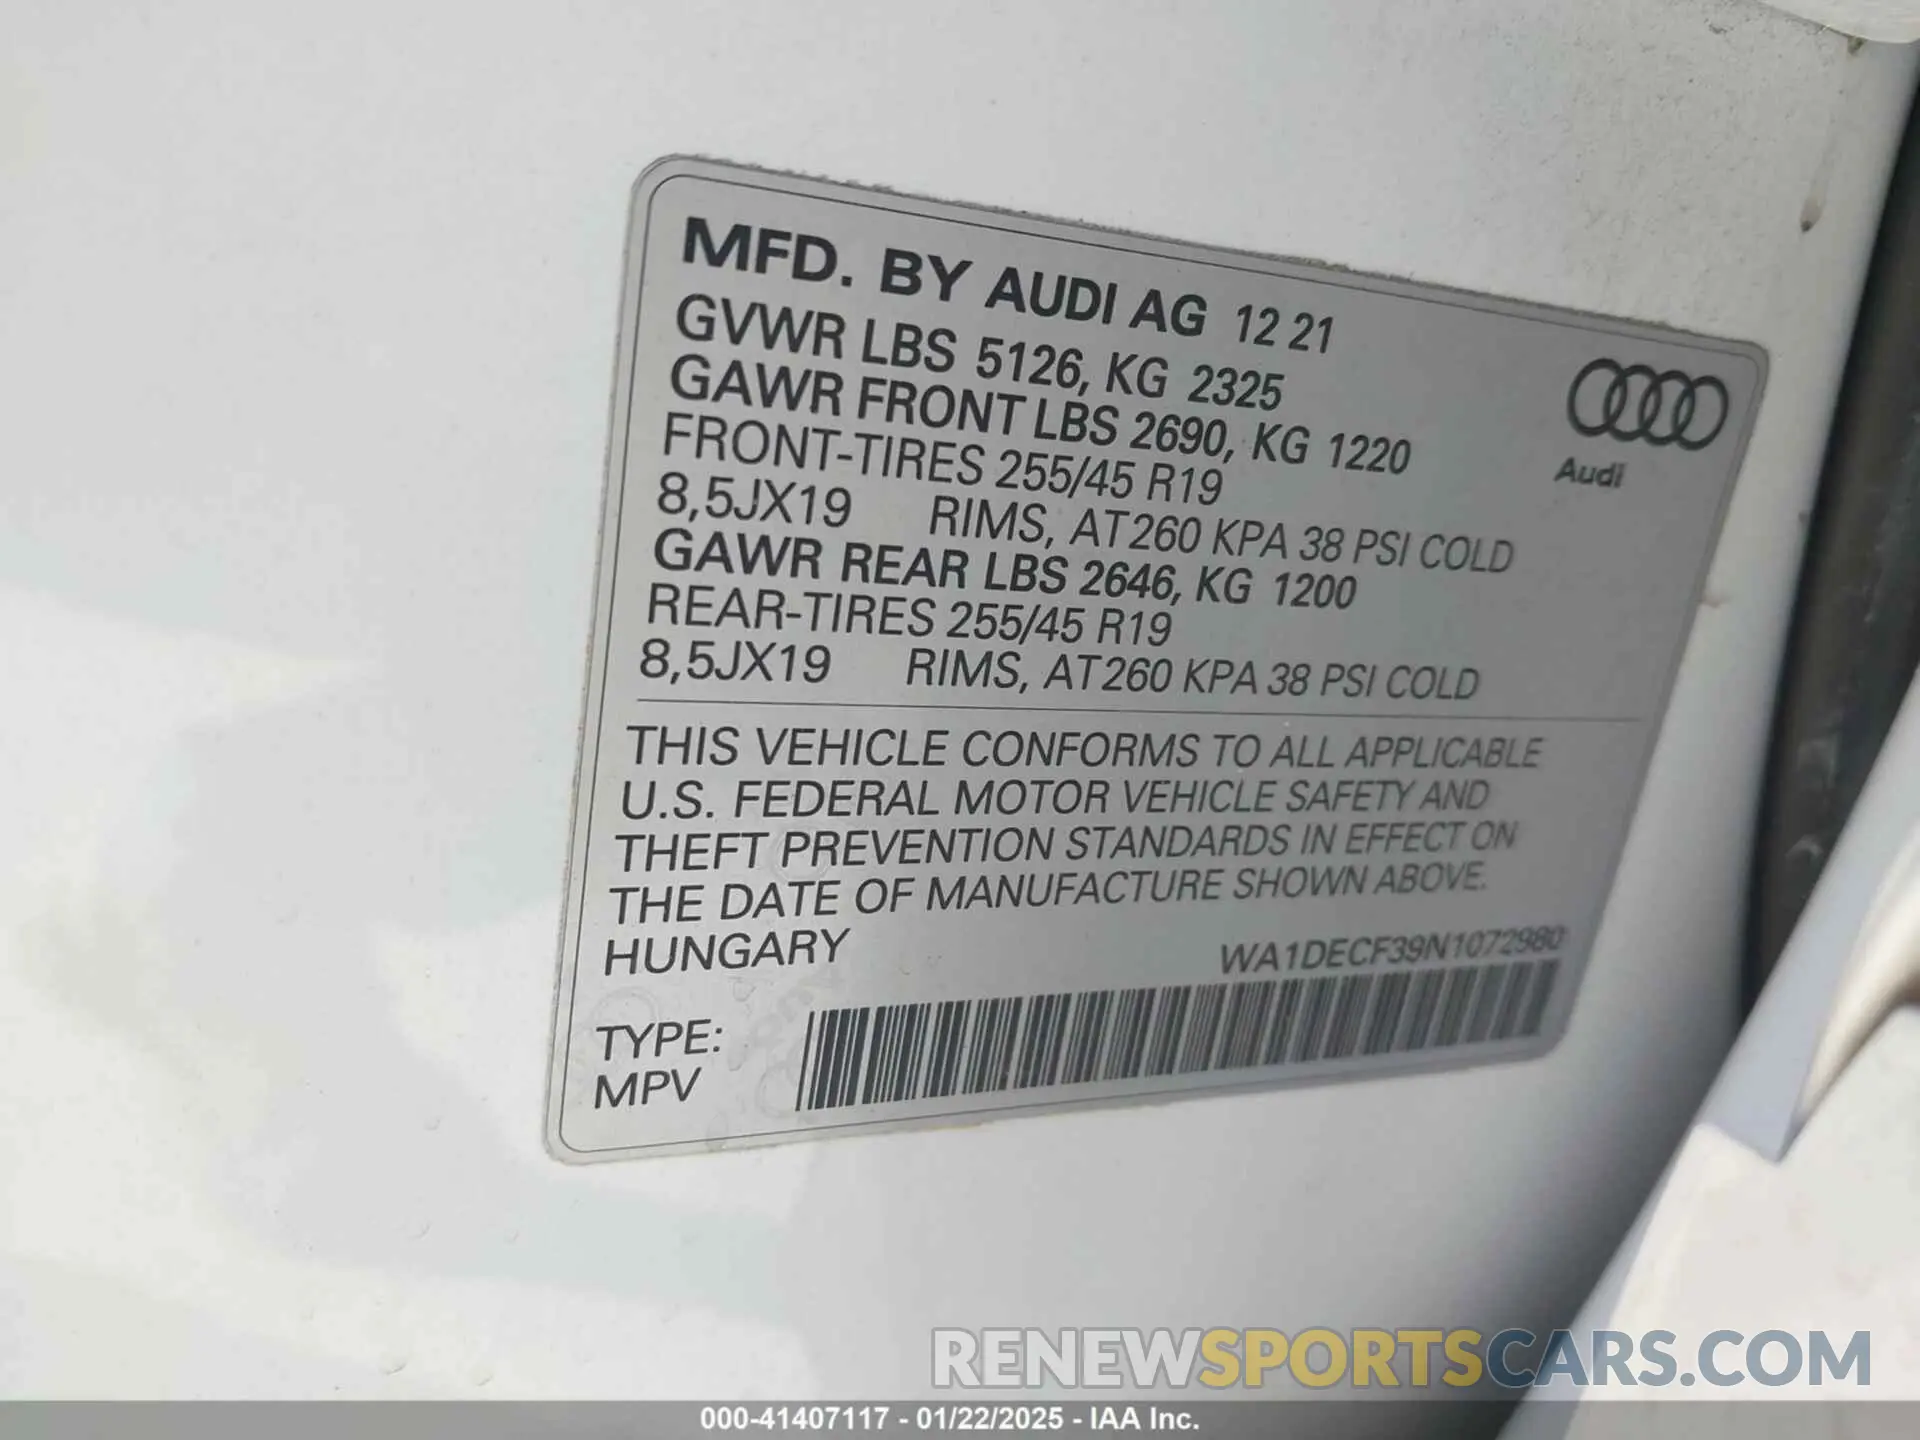 MFD. BY AUDI AG 12 21
GVWR LBS 5126, KG 2325
GAWR FRONT LBS 2690, KG 1220
FRONT-TIRES 255/45 R19
8,5JX19 RIMS, AT260 KPA 38 PSI COLD
GAWR REAR LBS 2646, KG 1200
REAR-TIRES 255/45 R19
8,5JX19 RIMS, AT260 KPA 38 PSI COLD
Audi
THIS VEHICLE CONFORMS TO ALL APPLICABLE
U.S. FEDERAL MOTOR VEHICLE SAFETY AND
THEFT PREVENTION STANDARDS IN EFFECT ON
THE DATE OF MANUFACTURE SHOWN ABOVE.
HUNGARY WA1DECF39N1072980
TYPE:
MPV
RENEWSPORTSCARS.COM
000-41407117 - 01/22/2025 - IAA Inc.